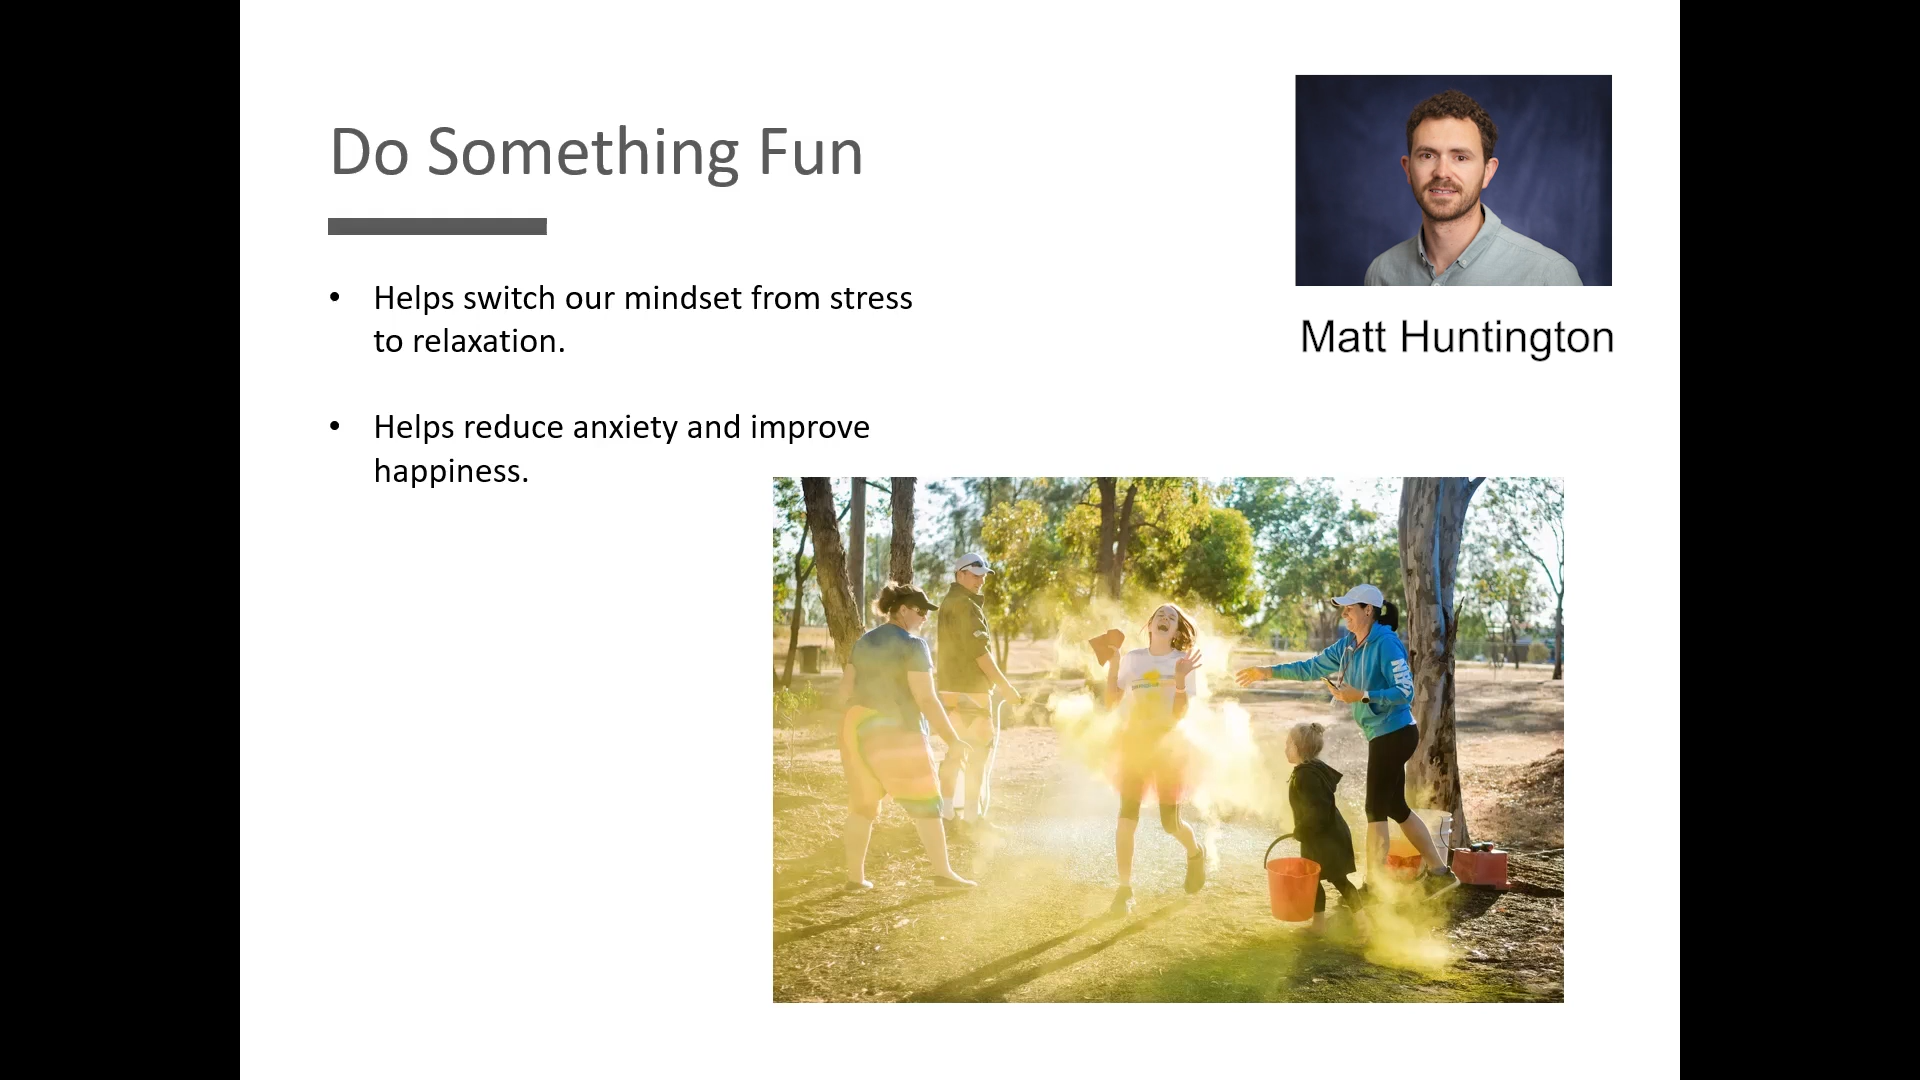 Do Something Fun
Matt Huntington
• Helps switch our mindset from stress
to relaxation.
• Helps reduce anxiety and improve
happiness.